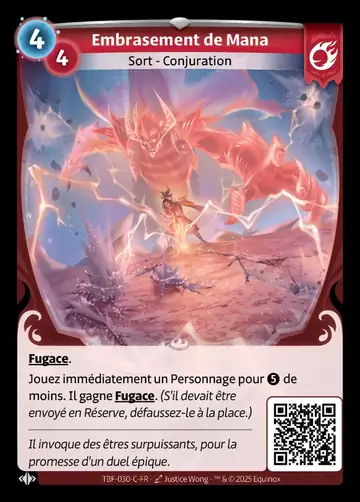 4
4
Embrasement de Mana
Sort - Conjuration
Fugace.
Jouez immédiatement un Personnage pour 5 de
moins. Il gagne Fugace. (S'il devait être
envoyé en Réserve, défaussez-le à la place.)
Il invoque des êtres surpuissants, pour la
promesse d'un duel épique.
TBF-030-C-FR - Justice Wong - ™ & © 2025 Equinox